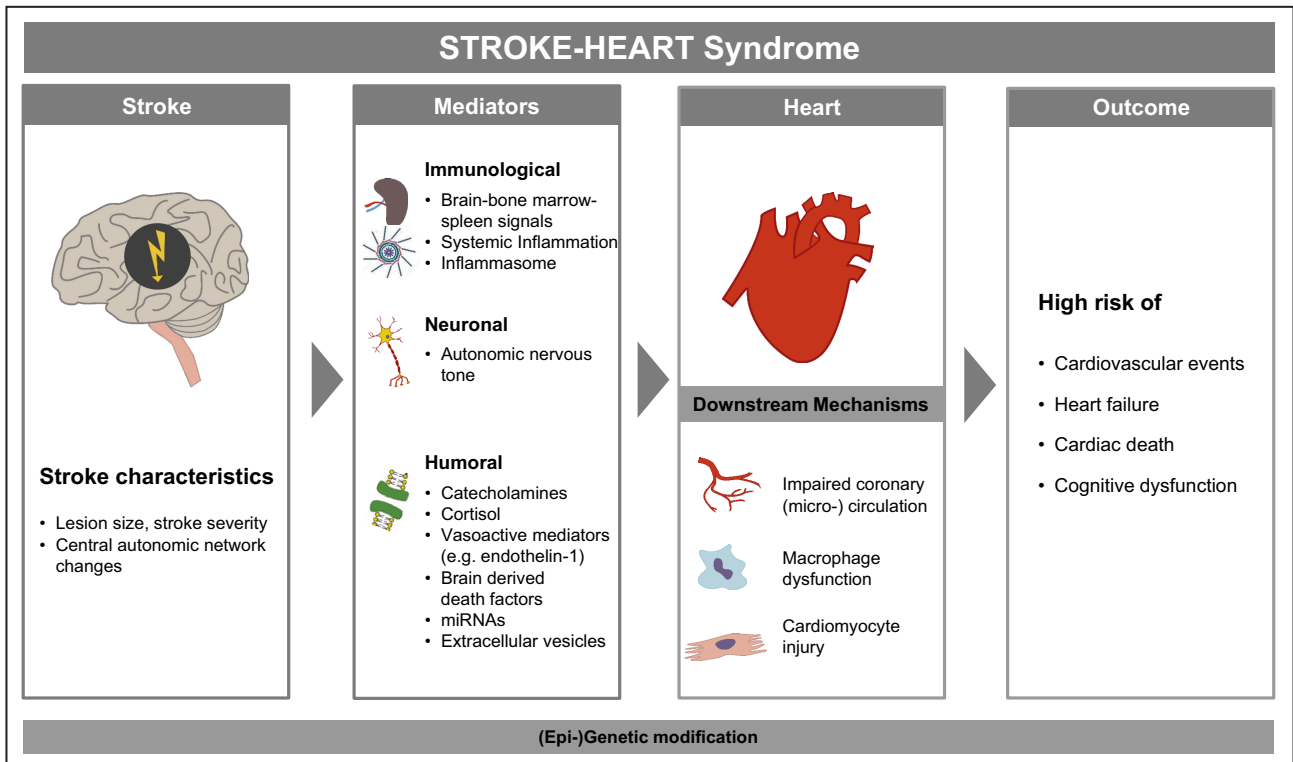 STROKE-HEART Syndrome
Stroke
Stroke characteristics
• Lesion size, stroke severity
• Central autonomic network
changes
Mediators
Immunological
• Brain-bone marrow-
spleen signals
• Systemic Inflammation
• Inflammasome
Neuronal
• Autonomic nervous
tone
Humoral
• Catecholamines
• Cortisol
• Vasoactive mediators
(e.g. endothelin-1)
• Brain derived
death factors
• miRNAs
• Extracellular vesicles
Heart
Downstream Mechanisms
Impaired coronary
(micro-) circulation
Macrophage
dysfunction
Cardiomyocyte
injury
Outcome
High risk of
• Cardiovascular events
• Heart failure
• Cardiac death
• Cognitive dysfunction
(Epi-)Genetic modification